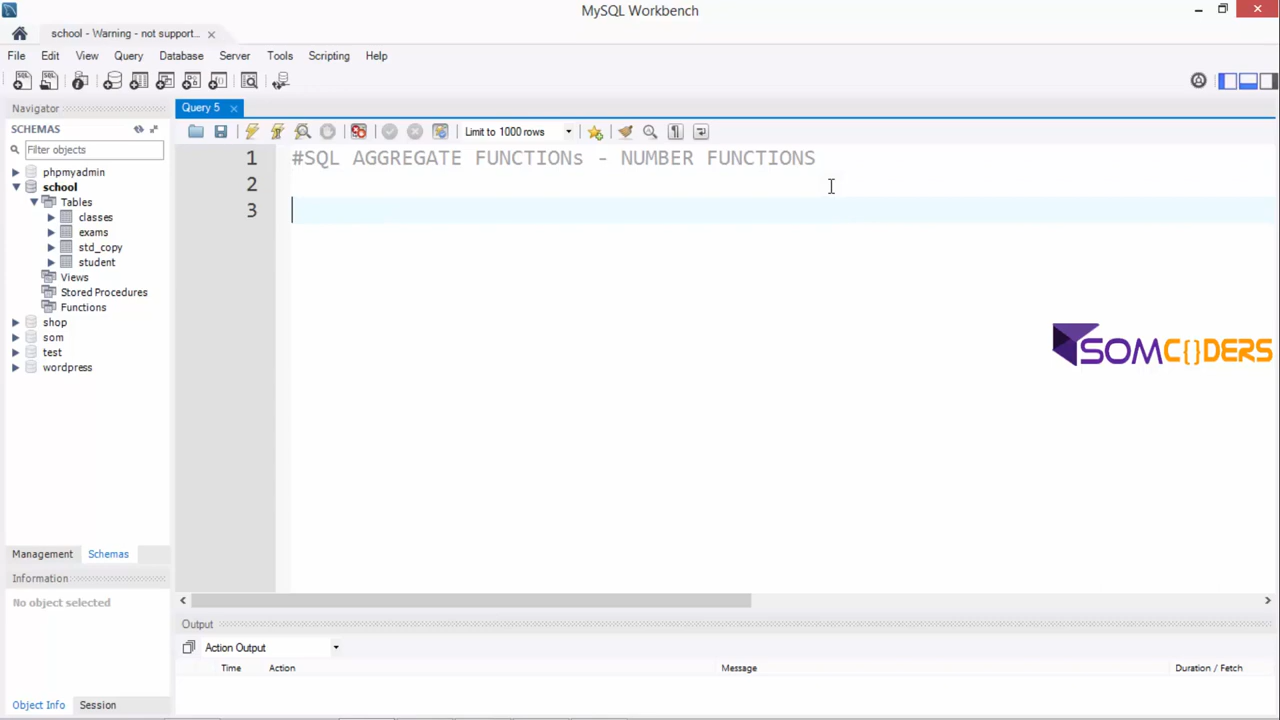 MySQL Workbench
school - Warning - not support...
File Edit View Query Database Server Tools Scripting Help
Navigator
SCHEMAS
Filter objects
phpmyadmin
school
Tables
classes
exams
std_copy
student
Views
Stored Procedures
Functions
shop
som
test
wordpress
Management Schemas
Information
No object selected
Object Info Session
Query 5
Limit to 1000 rows
1 #SQL AGGREGATE FUNCTIONs - NUMBER FUNCTIONS
2
3
SOMC{}DERS
Output
Action Output
Time Action Message Duration / Fetch